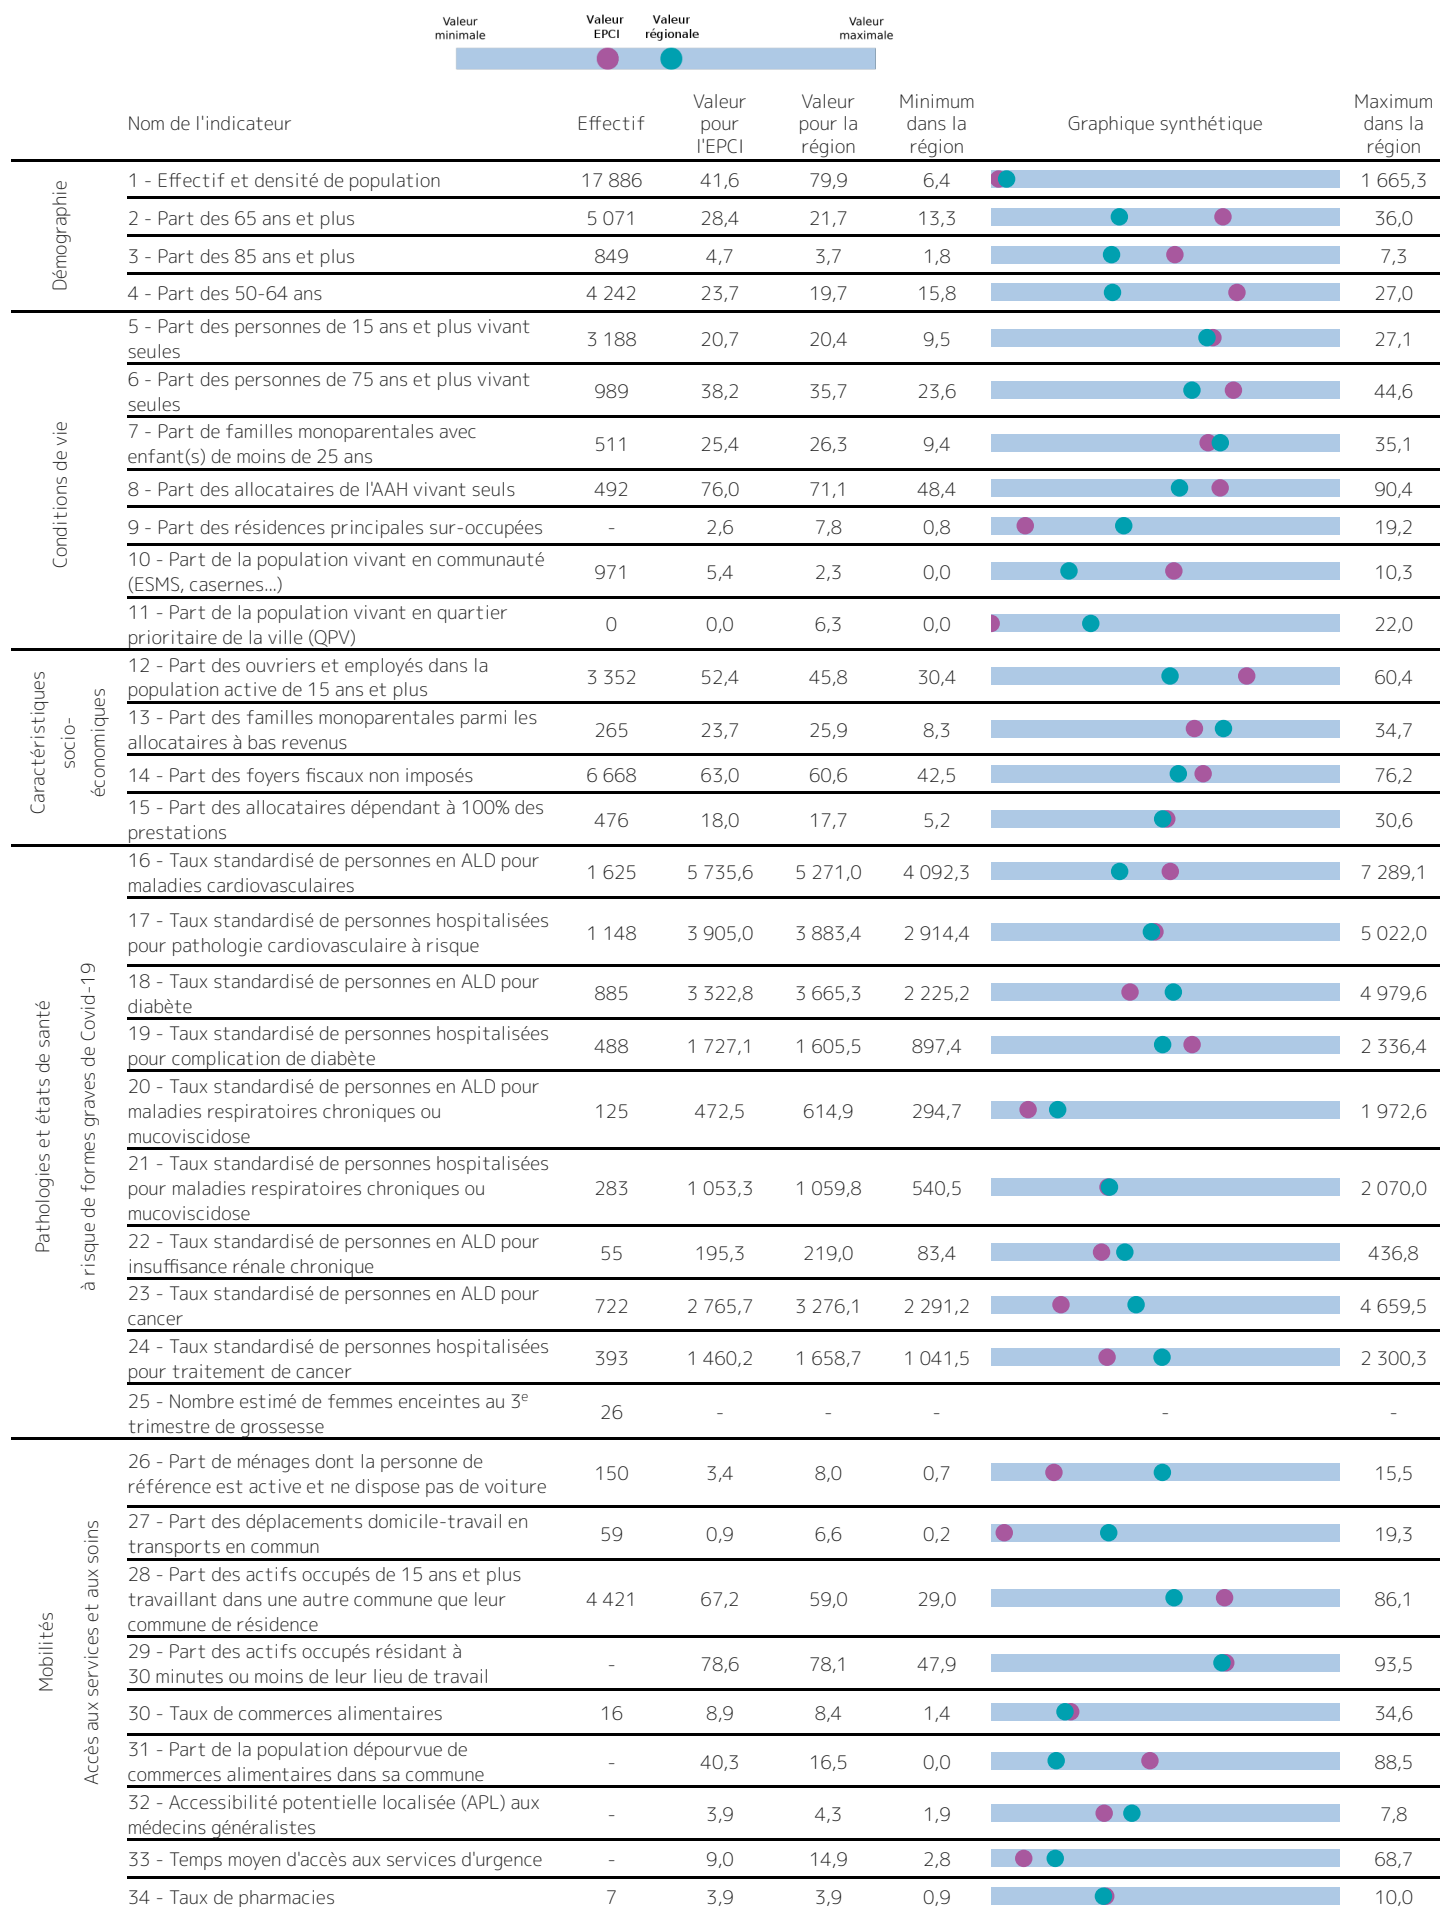 Valeur minimale
Valeur EPCI
Valeur régionale
Valeur maximale
Nom de l'indicateur
Effectif
Valeur pour l'EPCI
Valeur pour la région
Minimum dans la région
Graphique synthétique
Maximum dans la région
Démographie
1 - Effectif et densité de population 17 886 41,6 79,9 6,4 1 665,3
2 - Part des 65 ans et plus 5 071 28,4 21,7 13,3 36,0
3 - Part des 85 ans et plus 849 4,7 3,7 1,8 7,3
4 - Part des 50-64 ans 4 242 23,7 19,7 15,8 27,0
Conditions de vie
5 - Part des personnes de 15 ans et plus vivant
seules 3 188 20,7 20,4 9,5 27,1
6 - Part des personnes de 75 ans et plus vivant
seules 989 38,2 35,7 23,6 44,6
7 - Part de familles monoparentales avec
enfant(s) de moins de 25 ans 511 25,4 26,3 9,4 35,1
8 - Part des allocataires de l'AAH vivant seuls 492 76,0 71,1 48,4 90,4
9 - Part des résidences principales sur-occupées - 2,6 7,8 0,8 19,2
10 - Part de la population vivant en communauté
(ESMS, casernes...) 971 5,4 2,3 0,0 10,3
11 - Part de la population vivant en quartier
prioritaire de la ville (QPV) 0 0,0 6,3 0,0 22,0
Caractéristiques
socio-
économiques
12 - Part des ouvriers et employés dans la
population active de 15 ans et plus 3 352 52,4 45,8 30,4 60,4
13 - Part des familles monoparentales parmi les
allocataires à bas revenus 265 23,7 25,9 8,3 34,7
14 - Part des foyers fiscaux non imposés 6 668 63,0 60,6 42,5 76,2
15 - Part des allocataires dépendant à 100% des
prestations 476 18,0 17,7 5,2 30,6
Pathologies et états de santé
à risque de formes graves de Covid-19
16 - Taux standardisé de personnes en ALD pour
maladies cardiovasculaires 1 625 5 735,6 5 271,0 4 092,3 7 289,1
17 - Taux standardisé de personnes hospitalisées
pour pathologie cardiovasculaire à risque 1 148 3 905,0 3 883,4 2 914,4 5 022,0
18 - Taux standardisé de personnes en ALD pour
diabète 885 3 322,8 3 665,3 2 225,2 4 979,6
19 - Taux standardisé de personnes hospitalisées
pour complication de diabète 488 1 727,1 1 605,5 897,4 2 336,4
20 - Taux standardisé de personnes en ALD pour
maladies respiratoires chroniques ou 125 472,5 614,9 294,7 1 972,6
mucoviscidose
21 - Taux standardisé de personnes hospitalisées
pour maladies respiratoires chroniques ou 283 1 053,3 1 059,8 540,5 2 070,0
mucoviscidose
22 - Taux standardisé de personnes en ALD pour
insuffisance rénale chronique 55 195,3 219,0 83,4 436,8
23 - Taux standardisé de personnes en ALD pour
cancer 722 2 765,7 3 276,1 2 291,2 4 659,5
24 - Taux standardisé de personnes hospitalisées
pour traitement de cancer 393 1 460,2 1 658,7 1 041,5 2 300,3
25 - Nombre estimé de femmes enceintes au 3e
trimestre de grossesse 26 - - - - -
Mobilités
Accès aux services et aux soins
26 - Part de ménages dont la personne de
référence est active et ne dispose pas de voiture 150 3,4 8,0 0,7 15,5
27 - Part des déplacements domicile-travail en
transports en commun 59 0,9 6,6 0,2 19,3
28 - Part des actifs occupés de 15 ans et plus
travaillant dans une autre commune que leur 4 421 67,2 59,0 29,0 86,1
commune de résidence
29 - Part des actifs occupés résidant à
30 minutes ou moins de leur lieu de travail - 78,6 78,1 47,9 93,5
30 - Taux de commerces alimentaires 16 8,9 8,4 1,4 34,6
31 - Part de la population dépourvue de
commerces alimentaires dans sa commune - 40,3 16,5 0,0 88,5
32 - Accessibilité potentielle localisée (APL) aux
médecins généralistes - 3,9 4,3 1,9 7,8
33 - Temps moyen d'accès aux services d'urgence - 9,0 14,9 2,8 68,7
34 - Taux de pharmacies 7 3,9 3,9 0,9 10,0